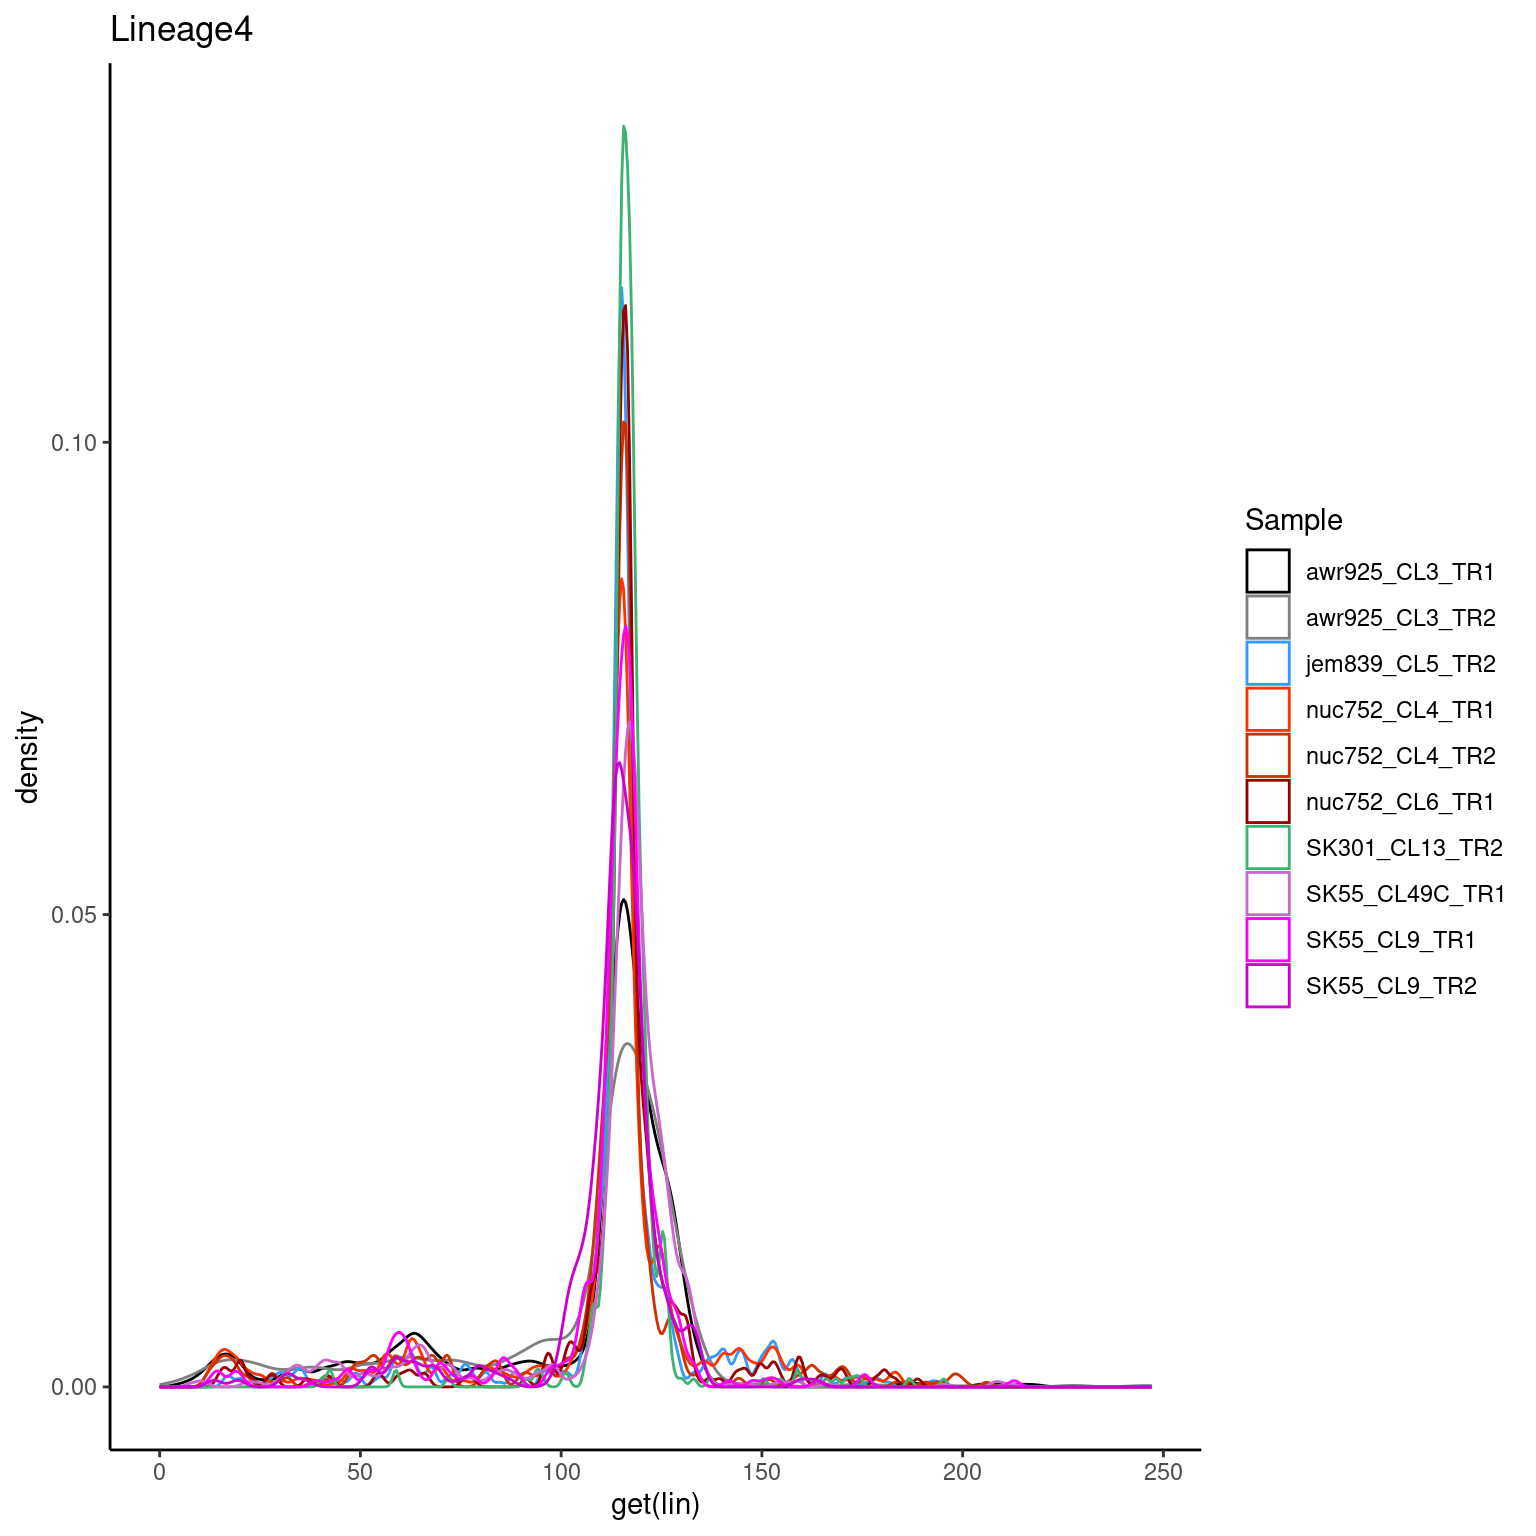 Lineage4
density
0.10
0.05
0.00
0
50
100
150
200
250
get(lin)
Sample
awr925_CL3_TR1
awr925_CL3_TR2
jem839_CL5_TR2
nuc752_CL4_TR1
nuc752_CL4_TR2
nuc752_CL6_TR1
SK301_CL13_TR2
SK55_CL49C_TR1
SK55_CL9_TR1
SK55_CL9_TR2